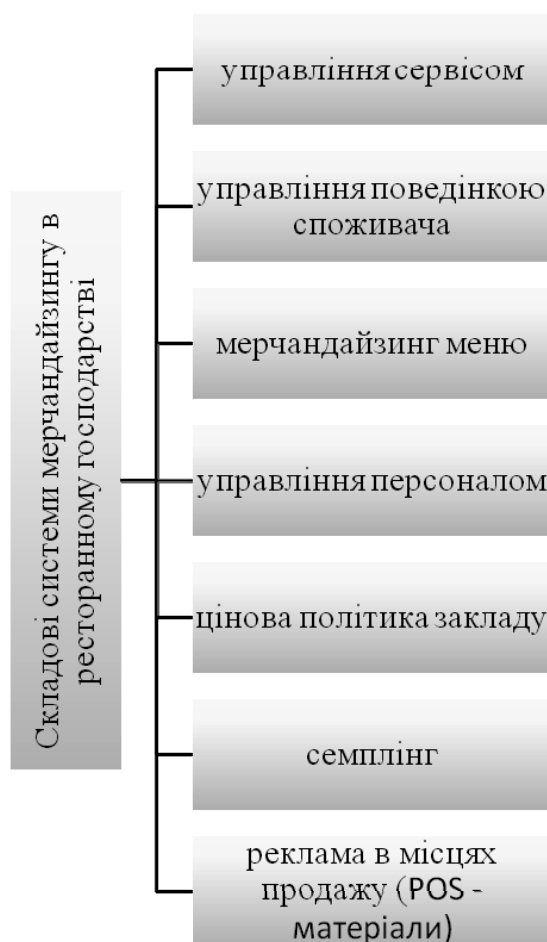 Складові системи мерчандайзингу в
ресторанному господарстві
управління сервісом
управління поведінкою
споживача
мерчандайзинг меню
управління персоналом
цінова політика закладу
семплінг
реклама в місцях
продажу (POS -
матеріали)